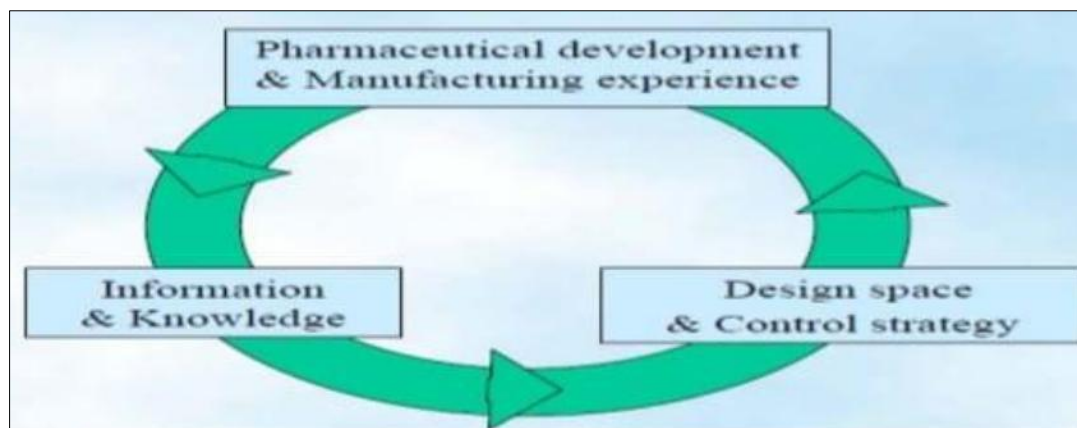 Pharmaceutical development
& Manufacturing experience
Information
& Knowledge
Design space
& Control strategy